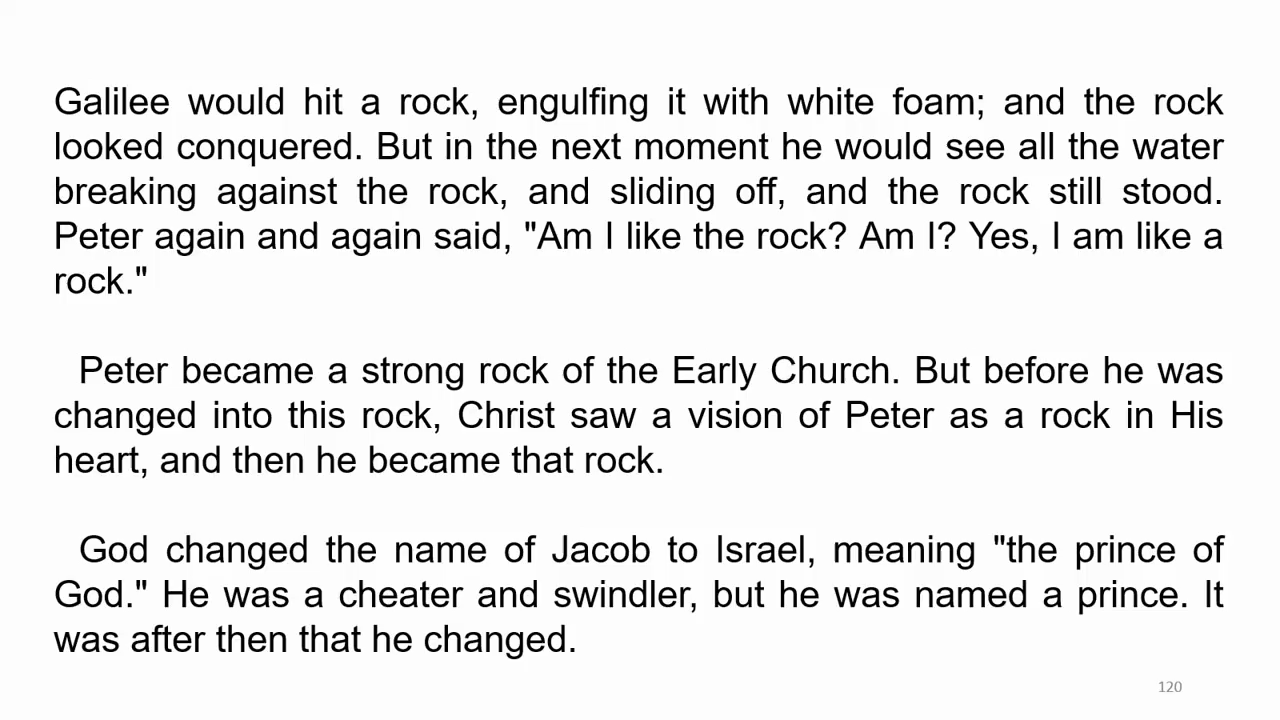 Galilee would hit a rock, engulfing it with white foam; and the rock
looked conquered. But in the next moment he would see all the water
breaking against the rock, and sliding off, and the rock still stood.
Peter again and again said, "Am I like the rock? Am I? Yes, I am like a
rock."
Peter became a strong rock of the Early Church. But before he was
changed into this rock, Christ saw a vision of Peter as a rock in His
heart, and then he became that rock.
God changed the name of Jacob to Israel, meaning "the prince of
God." He was a cheater and swindler, but he was named a prince. It
was after then that he changed.
120